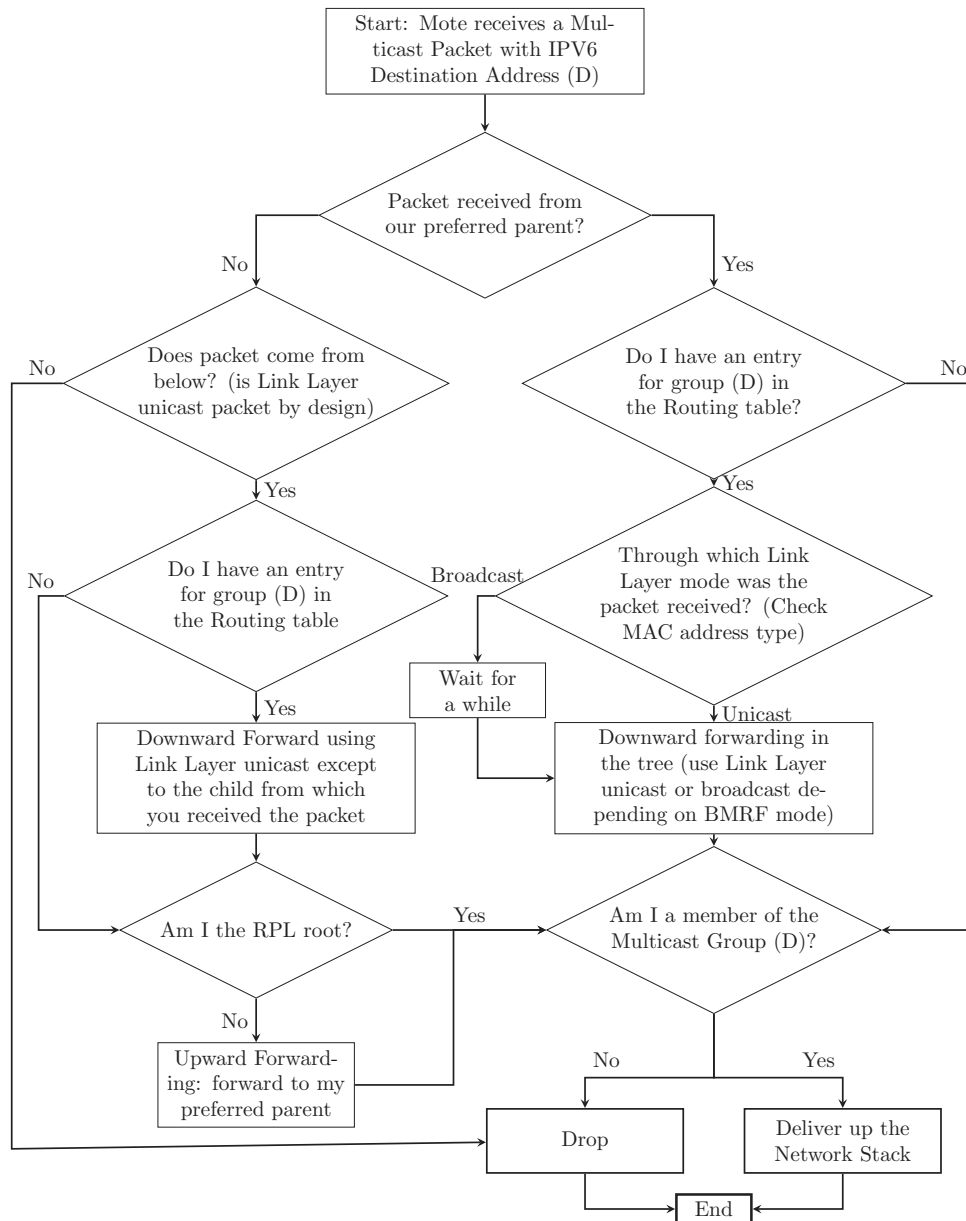 Start: Mote receives a Mul-
ticast Packet with IPV6
Destination Address (D)
Packet received from
our preferred parent?
No
Yes
Does packet come from
below? (is Link Layer
unicast packet by design)
No
Do I have an entry
for group (D) in
the Routing table?
No
Yes
Yes
Do I have an entry
for group (D) in
the Routing table
No
Through which Link
Layer mode was the
packet received? (Check
MAC address type)
Broadcast
Wait for
a while
Yes
Unicast
Downward Forward using
Link Layer unicast except
to the child from which
you received the packet
Downward forwarding in
the tree (use Link Layer
unicast or broadcast de-
pending on BMRF mode)
Am I the RPL root?
Yes
Am I a member of the
Multicast Group (D)?
No
Upward Forward-
ing: forward to my
preferred parent
No
Yes
Drop
Deliver up the
Network Stack
End